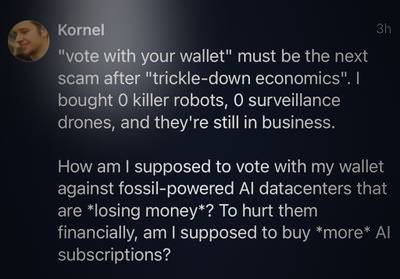 Kornel
3h
"vote with your wallet" must be the next
scam after "trickle-down economics". I
bought 0 killer robots, 0 surveillance
drones, and they're still in business.
How am I supposed to vote with my wallet
against fossil-powered AI datacenters that
are *losing money*? To hurt them
financially, am I supposed to buy *more* AI
subscriptions?